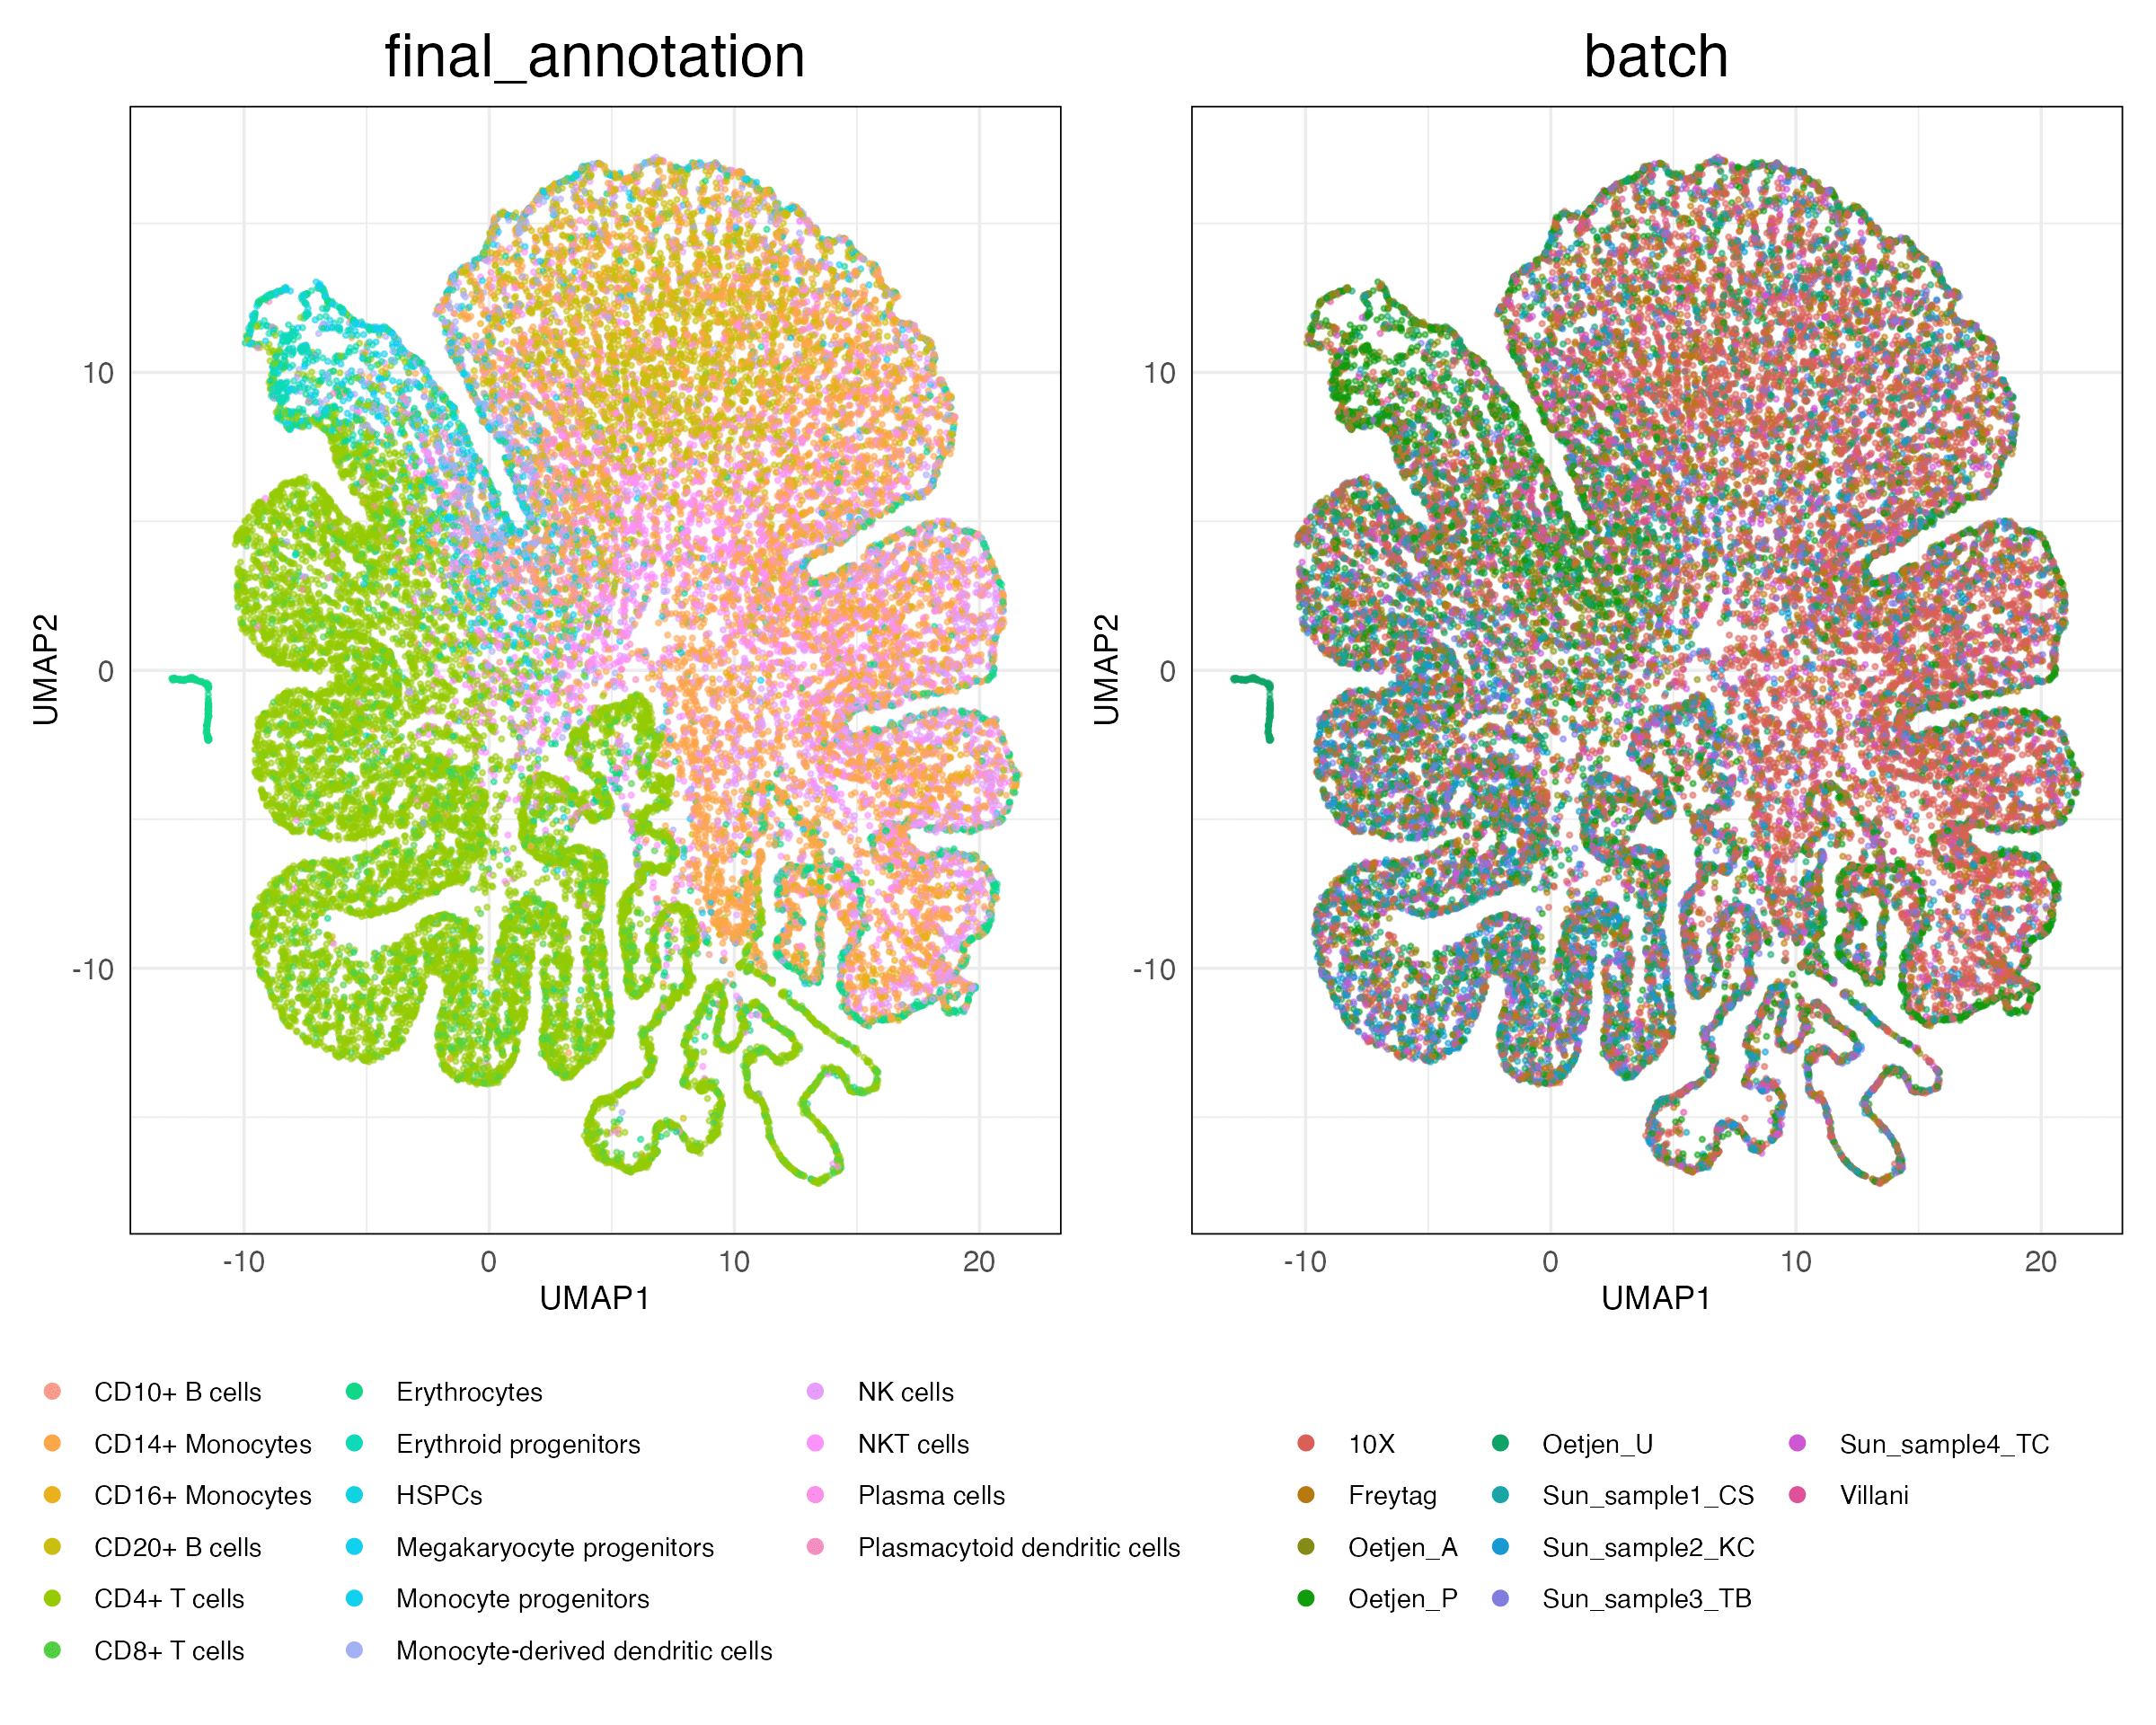 final_annotation
batch
UMAP2
10
0
-10
-10
0
10
20
UMAP1
UMAP2
10
0
-10
-10
0
10
20
UMAP1
CD10+ B cells
CD14+ Monocytes
CD16+ Monocytes
CD20+ B cells
CD4+ T cells
CD8+ T cells
Erythrocytes
Erythroid progenitors
HSPCs
Megakaryocyte progenitors
Monocyte progenitors
Monocyte-derived dendritic cells
NK cells
NKT cells
Plasma cells
Plasmacytoid dendritic cells
10X
Freytag
Oetjen_A
Oetjen_P
Oetjen_U
Sun_sample1_CS
Sun_sample2_KC
Sun_sample3_TB
Sun_sample4_TC
Villani